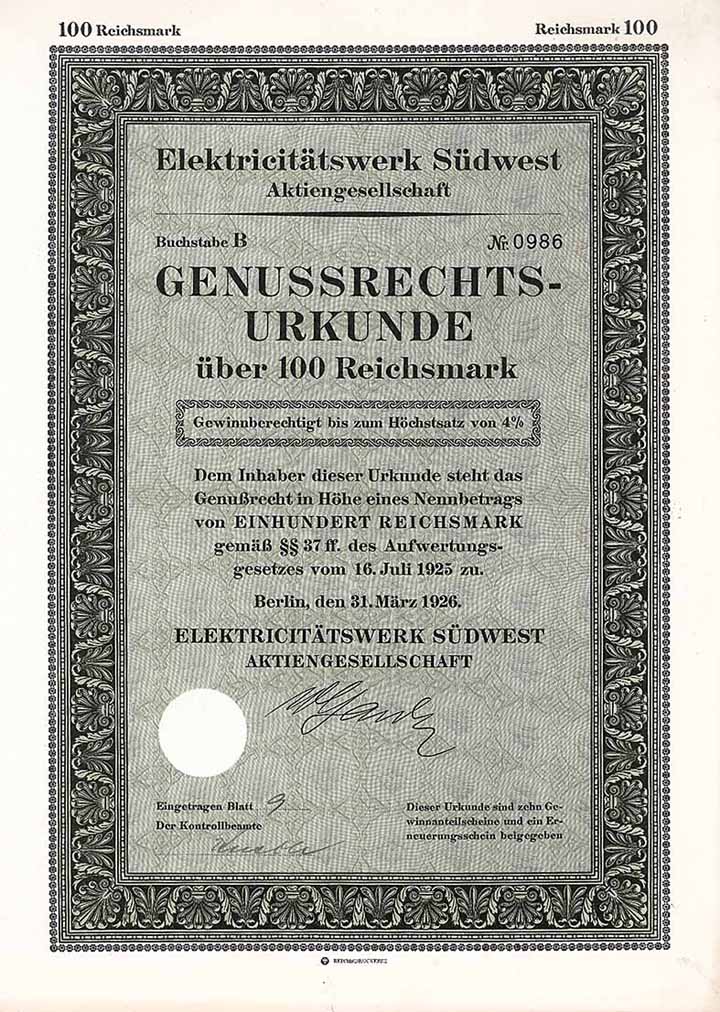 100 Reichsmark
Reichsmark 100
Elektricitätswerk Südwest
Aktiengesellschaft
Buchstabe B
Nr. 0986
GENUSSRECHTS-
URKUNDE
über 100 Reichsmark
Gewinnberechtigt bis zum Höchstsatz von 4%
Dem Inhaber dieser Urkunde steht das
Genußrecht in Höhe eines Nennbetrags
von EINHUNDERT REICHSMARK
gemäß §§ 37 ff. des Aufwertungs-
gesetzes vom 16. Juli 1925 zu.
Berlin, den 31. März 1926.
ELEKTRICITÄTSWERK SÜDWEST
AKTIENGESELLSCHAFT
Eingetragen Blatt 9
Der Kontrollbeamte
Dieser Urkunde sind zehn Ge-
winnanteilscheine und ein Er-
neuerungsschein beigegeben
REICHSDRUCKEREI